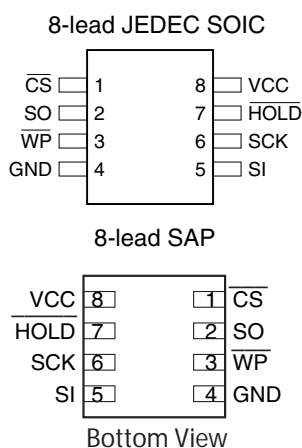 8-lead JEDEC SOIC
CS 1 8 VCC
SO 2 7 HOLD
WP 3 6 SCK
GND 4 5 SI
8-lead SAP
VCC 8 1 CS
HOLD 7 2 SO
SCK 6 3 WP
SI 5 4 GND
Bottom View